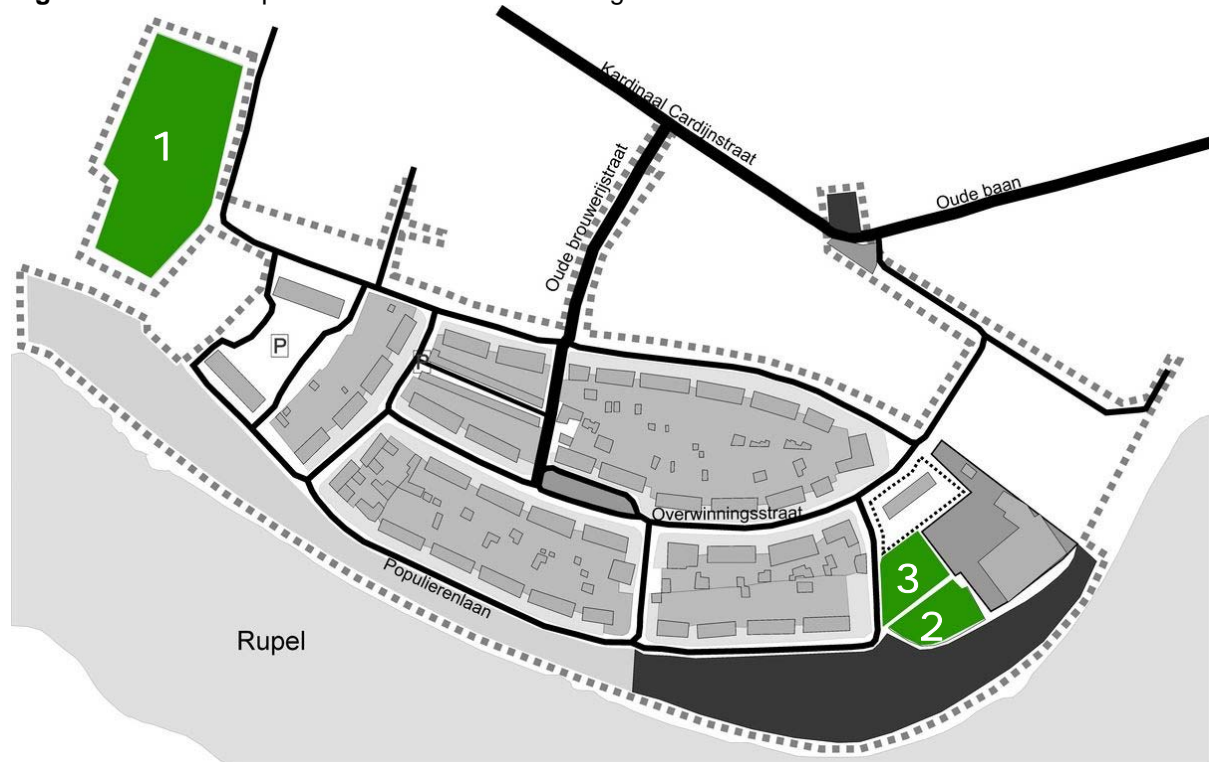 1
Kardinaal Cardijnstraat
Oude brouwerijstraat
Oude baan
P
P
Overwinningsstraat
3
Populierenlaan
2
Rupel